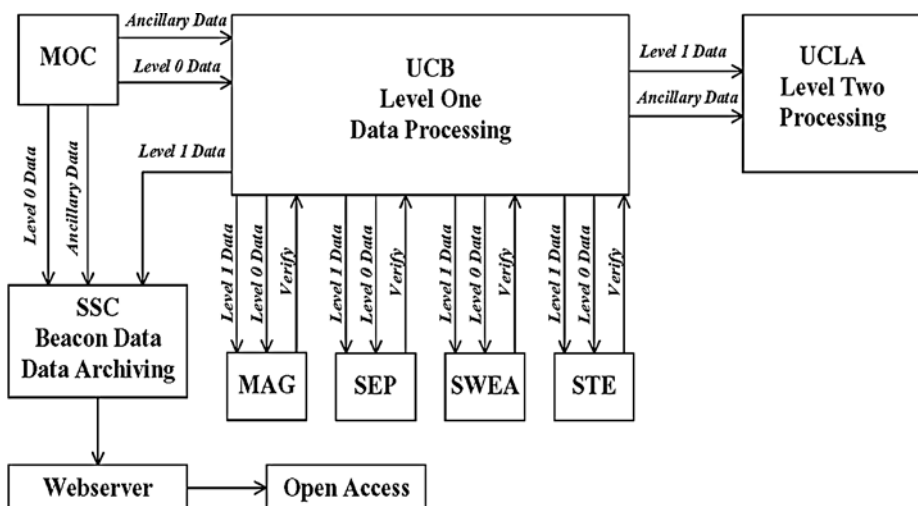 Ancillary Data
MOC
Level 0 Data
UCB
Level One
Data Processing
Level 1 Data
Ancillary Data
UCLA
Level Two
Processing
Level 0 Data
Ancillary Data
Level 1 Data
Level 1 Data
Level 0 Data
Verify
Level 1 Data
Level 0 Data
Verify
Level 1 Data
Level 0 Data
Verify
Level 1 Data
Level 0 Data
Verify
SSC
Beacon Data
Data Archiving
MAG
SEP
SWEA
STE
Webserver
Open Access